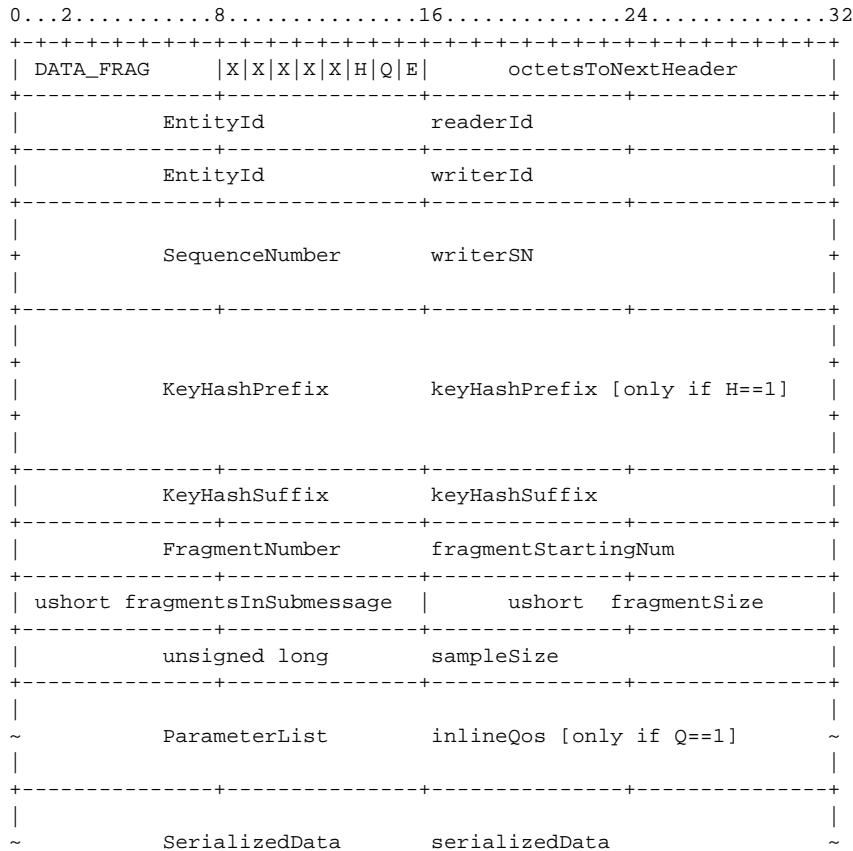 0...2...........8...............16..............24..............32
+-+-+-+-+-+-+-+-+-+-+-+-+-+-+-+-+-+-+-+-+-+-+-+-+-+-+-+-+-+-+-+-+
| DATA_FRAG     |X|X|X|X|X|H|Q|E|      octetsToNextHeader       |
+---------------+---------------+---------------+---------------+
|           EntityId             readerId                       |
+---------------+---------------+---------------+---------------+
|           EntityId             writerId                       |
+---------------+---------------+---------------+---------------+
|                                                               |
+           SequenceNumber       writerSN                       +
|                                                               |
+---------------+---------------+---------------+---------------+
|                                                               |
+                                                               +
|           KeyHashPrefix        keyHashPrefix [only if H==1]   |
+                                                               +
|                                                               |
+---------------+---------------+---------------+---------------+
|           KeyHashSuffix        keyHashSuffix                  |
+---------------+---------------+---------------+---------------+
|           FragmentNumber       fragmentStartingNum            |
+---------------+---------------+---------------+---------------+
| ushort fragmentsInSubmessage  |      ushort  fragmentSize     |
+---------------+---------------+---------------+---------------+
|           unsigned long        sampleSize                     |
+---------------+---------------+---------------+---------------+
|                                                               |
~           ParameterList        inlineQos [only if Q==1]       ~
|                                                               |
+---------------+---------------+---------------+---------------+
|                                                               |
~           SerializedData       serializedData                 ~